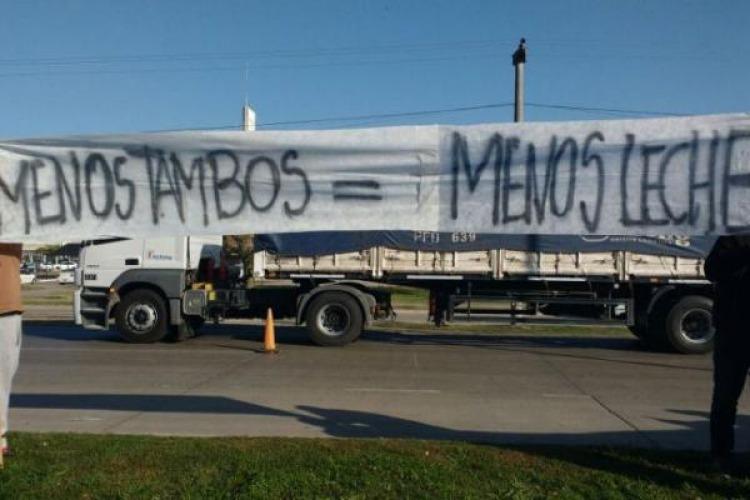 MENOS TAMBOS = MENOS LECHE